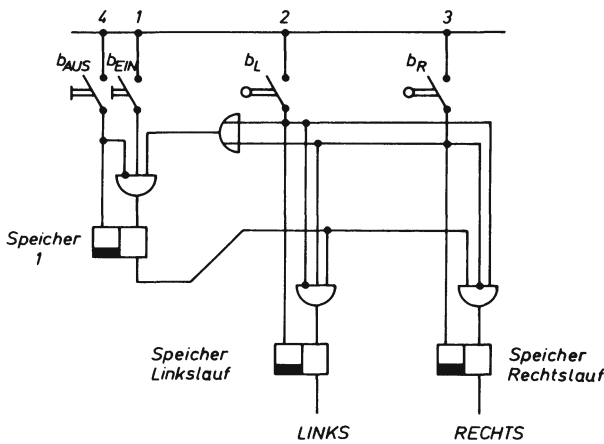 4 1 2 3
bAUS bEIN bL bR
Speicher
1
Speicher
Linkslauf
Speicher
Rechtslauf
LINKS RECHTS